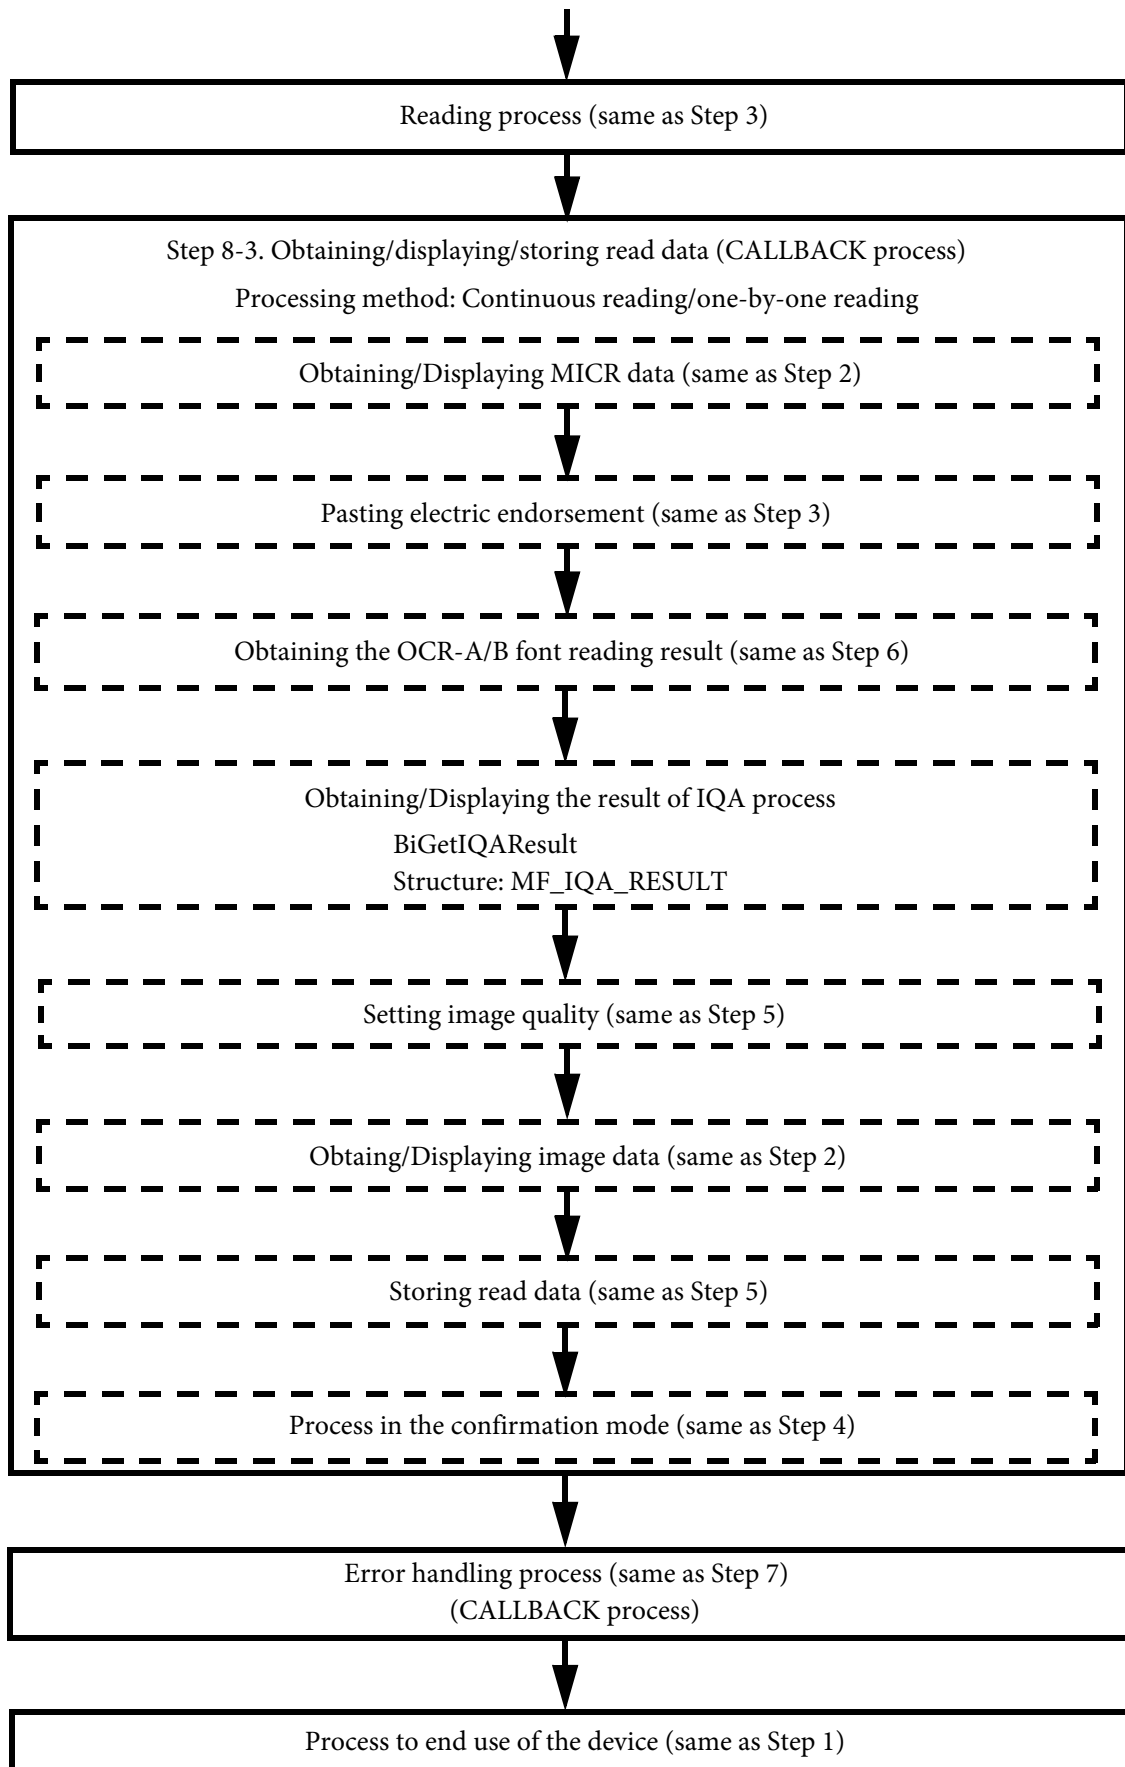 Reading process (same as Step 3)
Step 8-3. Obtaining/displaying/storing read data (CALLBACK process)
Processing method: Continuous reading/one-by-one reading
Obtaining/Displaying MICR data (same as Step 2)
Pasting electric endorsement (same as Step 3)
Obtaining the OCR-A/B font reading result (same as Step 6)
Obtaining/Displaying the result of IQA process
BiGetIQAResult
Structure: MF_IQA_RESULT
Setting image quality (same as Step 5)
Obtaing/Displaying image data (same as Step 2)
Storing read data (same as Step 5)
Process in the confirmation mode (same as Step 4)
Error handling process (same as Step 7)
(CALLBACK process)
Process to end use of the device (same as Step 1)